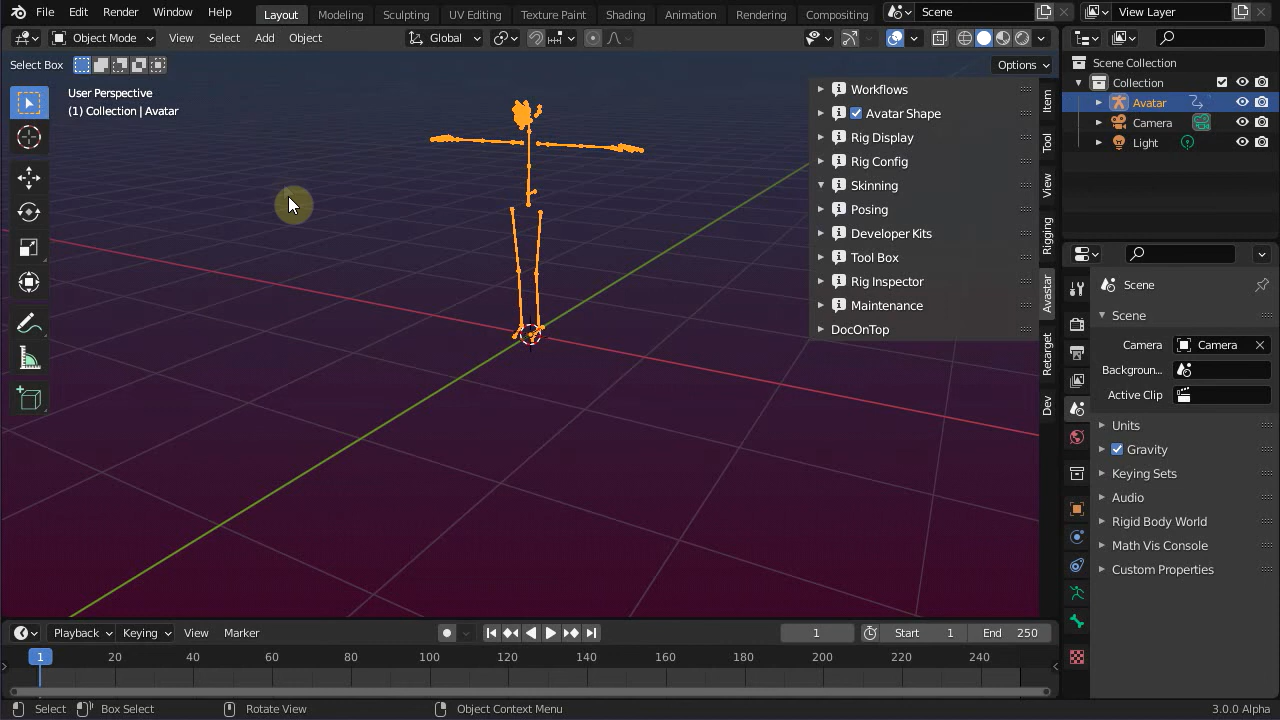 File Edit Render Window Help Layout Modeling Sculpting UV Editing Texture Paint Shading Animation Rendering Compositing Scene View Layer
Object Mode View Select Add Object Global
Select Box Options
User Perspective
(1) Collection | Avatar
Workflows
Avatar Shape
Rig Display
Rig Config
Skinning
Posing
Developer Kits
Tool Box
Rig Inspector
Maintenance
DocOnTop
Item
Tool
View
Rigging
Avastar
Retarget
Dev
Scene Collection
Collection
Avatar
Camera
Light
Scene
Scene
Camera Camera
Backgroun...
Active Clip
Units
Gravity
Keying Sets
Audio
Rigid Body World
Math Vis Console
Custom Properties
Playback Keying View Marker 1 Start 1 End 250
1 20 40 60 80 100 120 140 160 180 200 220 240
Select Box Select Rotate View Object Context Menu 3.0.0 Alpha